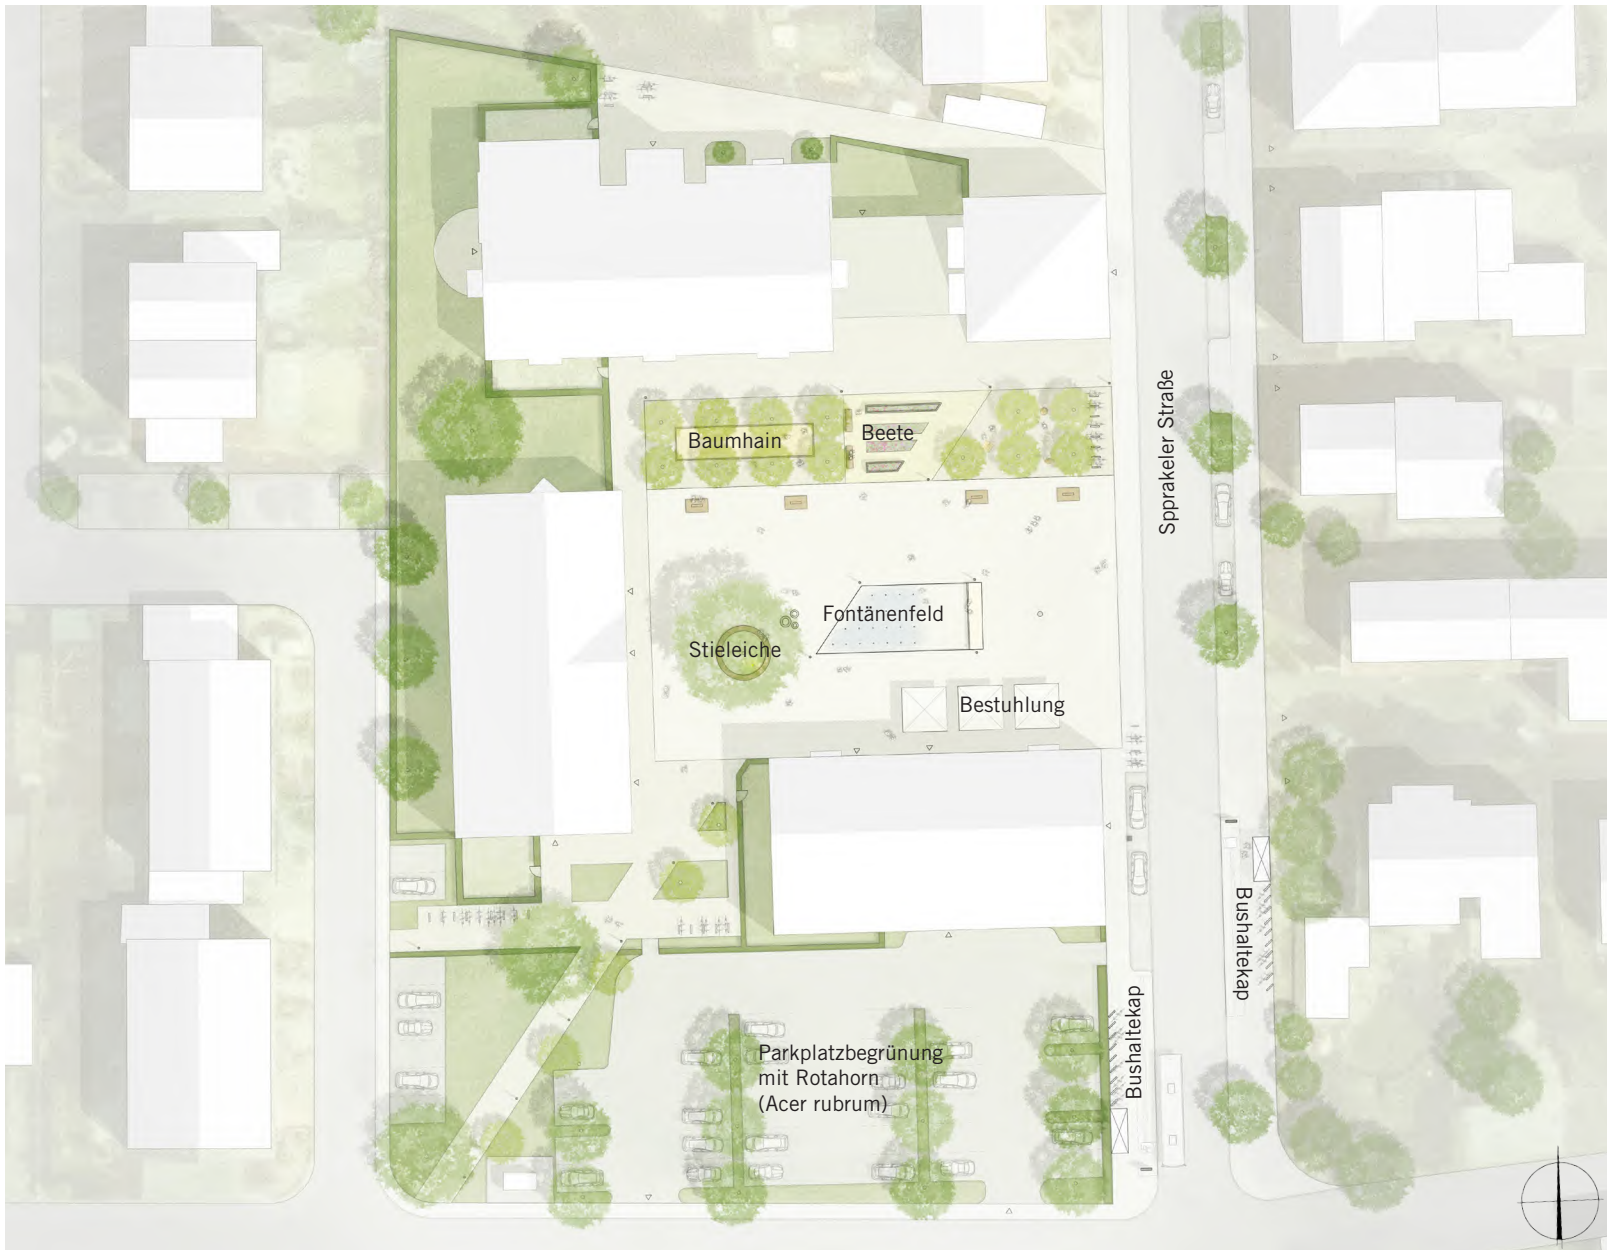 Baumhain
Beete
Spprakeler Straße
Fontänenfeld
Stieleiche
Bestuhlung
Bushaltekap
Bushaltekap
Parkplatzbegrünung
mit Rotahorn
(Acer rubrum)